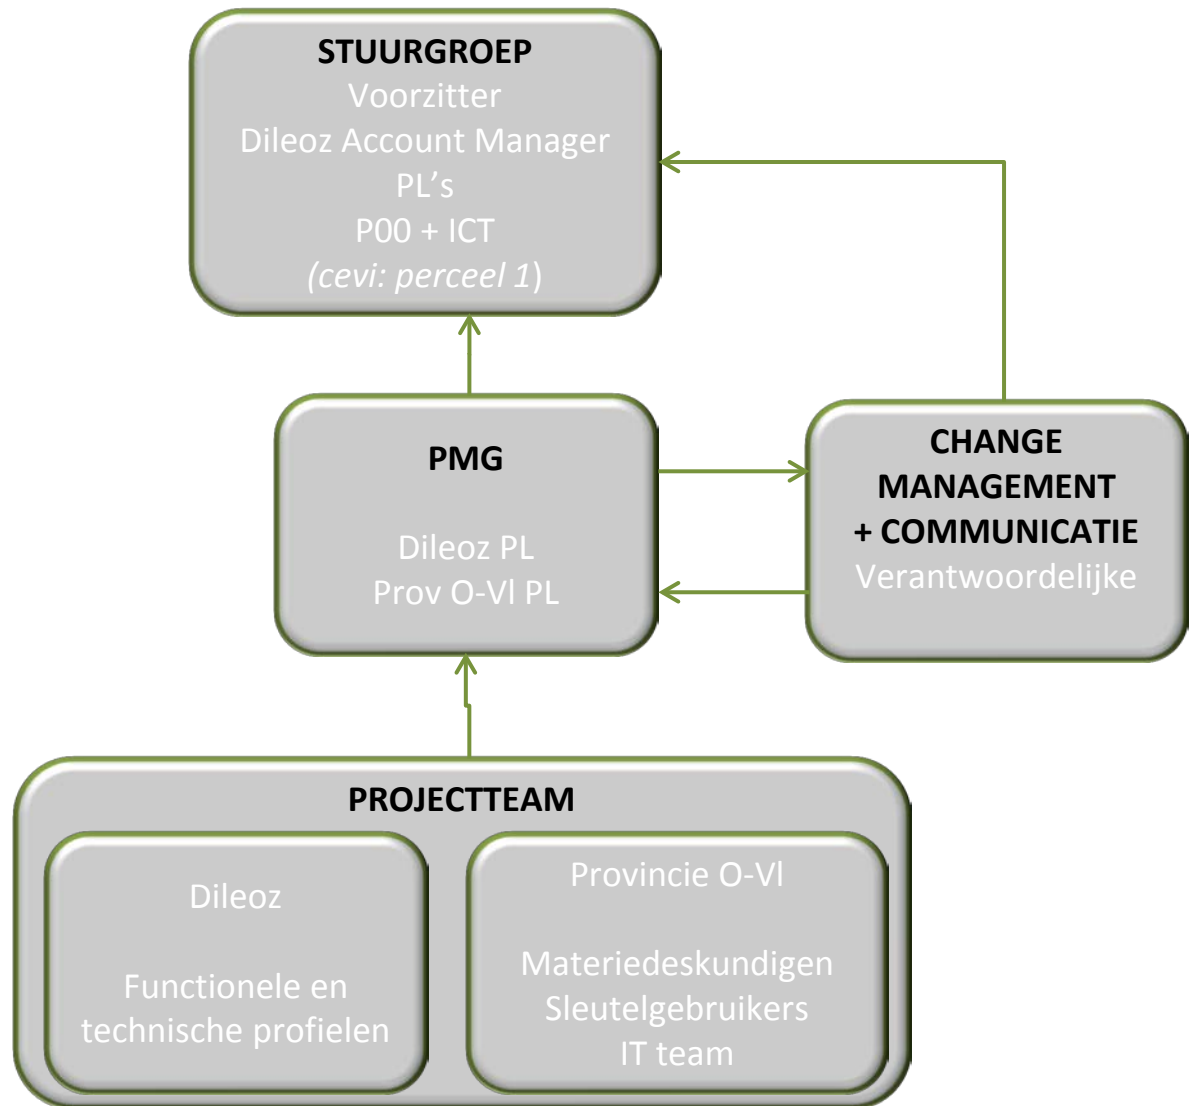 STUURGROEP
Voorzitter
Dileoz Account Manager
PL’s
P00 + ICT
(cevi: perceel 1)
PMG
Dileoz PL
Prov O-Vl PL
CHANGE
MANAGEMENT
+ COMMUNICATIE
Verantwoordelijke
PROJECTTEAM
Dileoz
Functionele en
technische profielen
Provincie O-Vl
Materiedeskundigen
Sleutelgebruikers
IT team